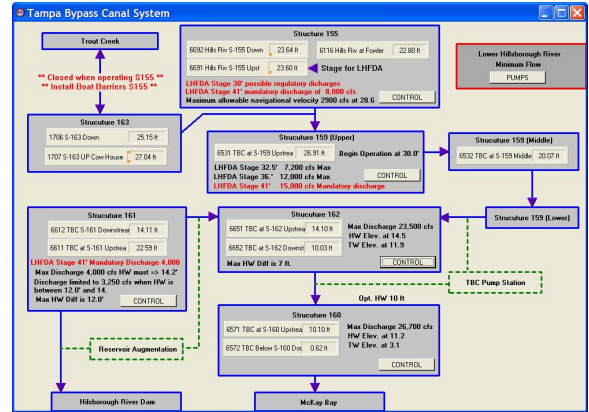 Tampa Bypass Canal System
Trout Creek
** Closed when operating S155 **
** Install Boat Barriers S155 **
Strucuture 155
6692 Hills Riv S-155 Down 23.64 ft
6116 Hills Riv at Fowler 22.80 ft
6691 Hills Riv S-155 Upst 23.60 ft
Stage for LHFDA
LHFDA Stage 38' possible regulatory dicharges
LHFDA Stage 41' mandatory discharge of 8,000 cfs
Maximum allowable navigational velocity 2900 cfs at 28.6
CONTROL
Lower Hillsborough River
Minimum Flow
PUMPS
Strucuture 163
1706 S-163 Down 25.15 ft
1707 S-163 UP Cow House 27.04 ft
Structure 159 (Upper)
6531 TBC at S-159 Upstrea 26.91 ft
Begin Operation at 30.0'
LHFDA Stage 32.5' 7,200 cfs Max
LHFDA Stage 36.' 12,000 cfs Max
LHFDA Stage 41' 15,000 cfs Mandatory discharge
CONTROL
Structure 159 (Middle)
6532 TBC at S-159 Middle 20.07 ft
Strucuture 159 (Lower)
Strucuture 161
6612 TBC S-161 Downstrear 14.11 ft
6611 TBC at S-161 Upstrea 22.59 ft
LHFDA Stage 41' Mandatory Discharge 4,000
Max Discharge 4,000 cfs HW must => 14.2'
Discharge limited to 3,250 cfs when HW is
between 12.0' and 14.
Max HW Diff is 12.0'
CONTROL
Strucuture 162
6651 TBC at S-162 Upstrea 14.10 ft
6652 TBC at S-162 Downst 10.03 ft
Max HW Diff is 7 ft.
Max Discharge 23,500 cfs
HW Elev. at 14.5
TW Elev. at 11.9
CONTROL
TBC Pump Station
Opt. HW 10 ft
Strucuture 160
6571 TBC at S-160 Upstrea 10.10 ft
6572 TBC Below S-160 Dov 0.62 ft
Max Discharge 26,700 cfs
HW Elev. at 11.2
TW Elev. at 3.1
CONTROL
Reservoir Augmentation
Hilsborough River Dam
McKay Bay